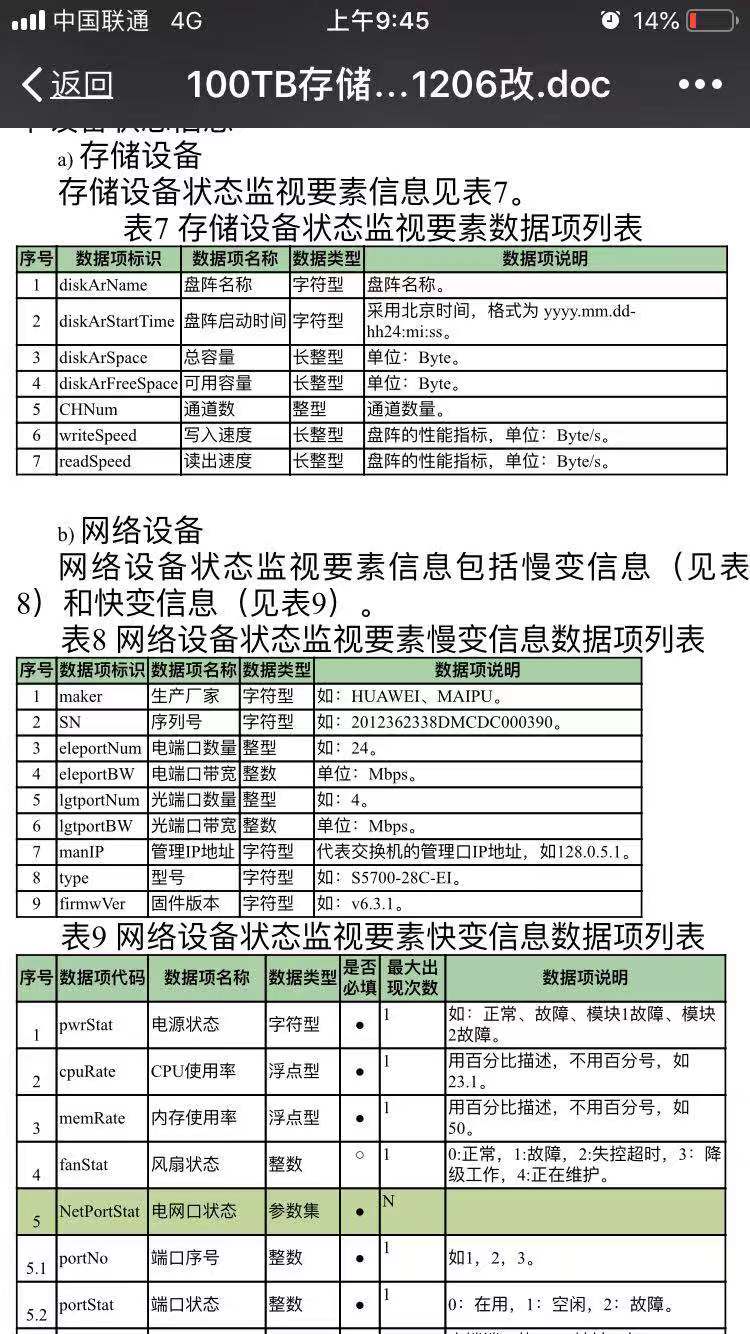 中国联通 4G 上午9:45 14%
返回 100TB存储...1206改.doc
a) 存储设备
存储设备状态监视要素信息见表7。
表7 存储设备状态监视要素数据项列表
序号 数据项标识 数据项名称 数据类型 数据项说明
1 diskArName 盘阵名称 字符型 盘阵名称。
2 diskArStartTime 盘阵启动时间 字符型 采用北京时间，格式为 yyyy.mm.dd-
hh24:mi:ss。
3 diskArSpace 总容量 长整型 单位：Byte。
4 diskArFreeSpace 可用容量 长整型 单位：Byte。
5 CHNum 通道数 整型 通道数量。
6 writeSpeed 写入速度 长整型 盘阵的性能指标，单位：Byte/s。
7 readSpeed 读出速度 长整型 盘阵的性能指标，单位：Byte/s。
b) 网络设备
网络设备状态监视要素信息包括慢变信息（见表
8）和快变信息（见表9）。
表8 网络设备状态监视要素慢变信息数据项列表
序号 数据项标识 数据项名称 数据类型 数据项说明
1 maker 生产厂家 字符型 如：HUAWEI、MAIPU。
2 SN 序列号 字符型 如：2012362338DMCDC000390。
3 eleportNum 电端口数量 整型 如：24。
4 eleportBW 电端口带宽 整数 单位：Mbps。
5 lgtportNum 光端口数量 整型 如：4。
6 lgtportBW 光端口带宽 整数 单位：Mbps。
7 manIP 管理IP地址 字符型 代表交换机的管理口IP地址，如128.0.5.1。
8 type 型号 字符型 如：S5700-28C-EI。
9 firmwVer 固件版本 字符型 如：v6.3.1。
表9 网络设备状态监视要素快变信息数据项列表
序号 数据项代码 数据项名称 数据类型 是否必填 最大出现次数 数据项说明
1 pwrStat 电源状态 字符型 ● 1 如：正常、故障、模块1故障、模块
2故障。
2 cpuRate CPU使用率 浮点型 ● 1 用百分比描述，不用百分号，如
23.1。
3 memRate 内存使用率 浮点型 ● 1 用百分比描述，不用百分号，如
50。
4 fanStat 风扇状态 整数 ○ 1 0:正常，1:故障，2:失控超时，3：降
级工作，4:正在维护。
5 NetPortStat 电网口状态 参数集 ● N
5.1 portNo 端口序号 整数 ● 1 如1，2，3。
5.2 portStat 端口状态 整数 ● 1 0：在用，1：空闲，2：故障。